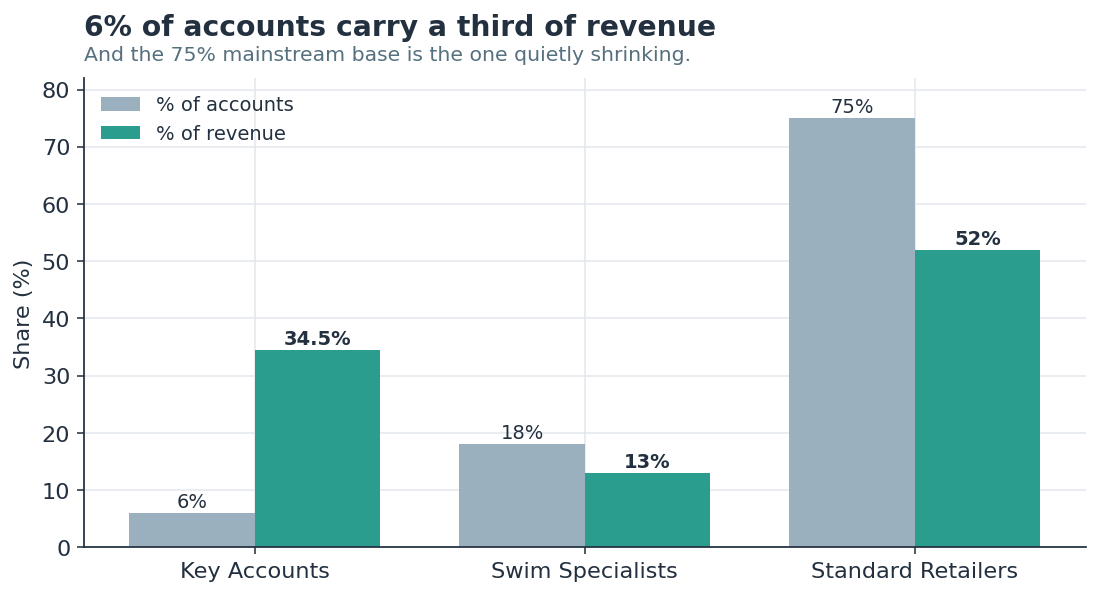 6% of accounts carry a third of revenue
And the 75% mainstream base is the one quietly shrinking.
% of accounts
% of revenue
Share (%)
80
70
60
50
40
30
20
10
0
6%
34.5%
18%
13%
75%
52%
Key Accounts
Swim Specialists
Standard Retailers